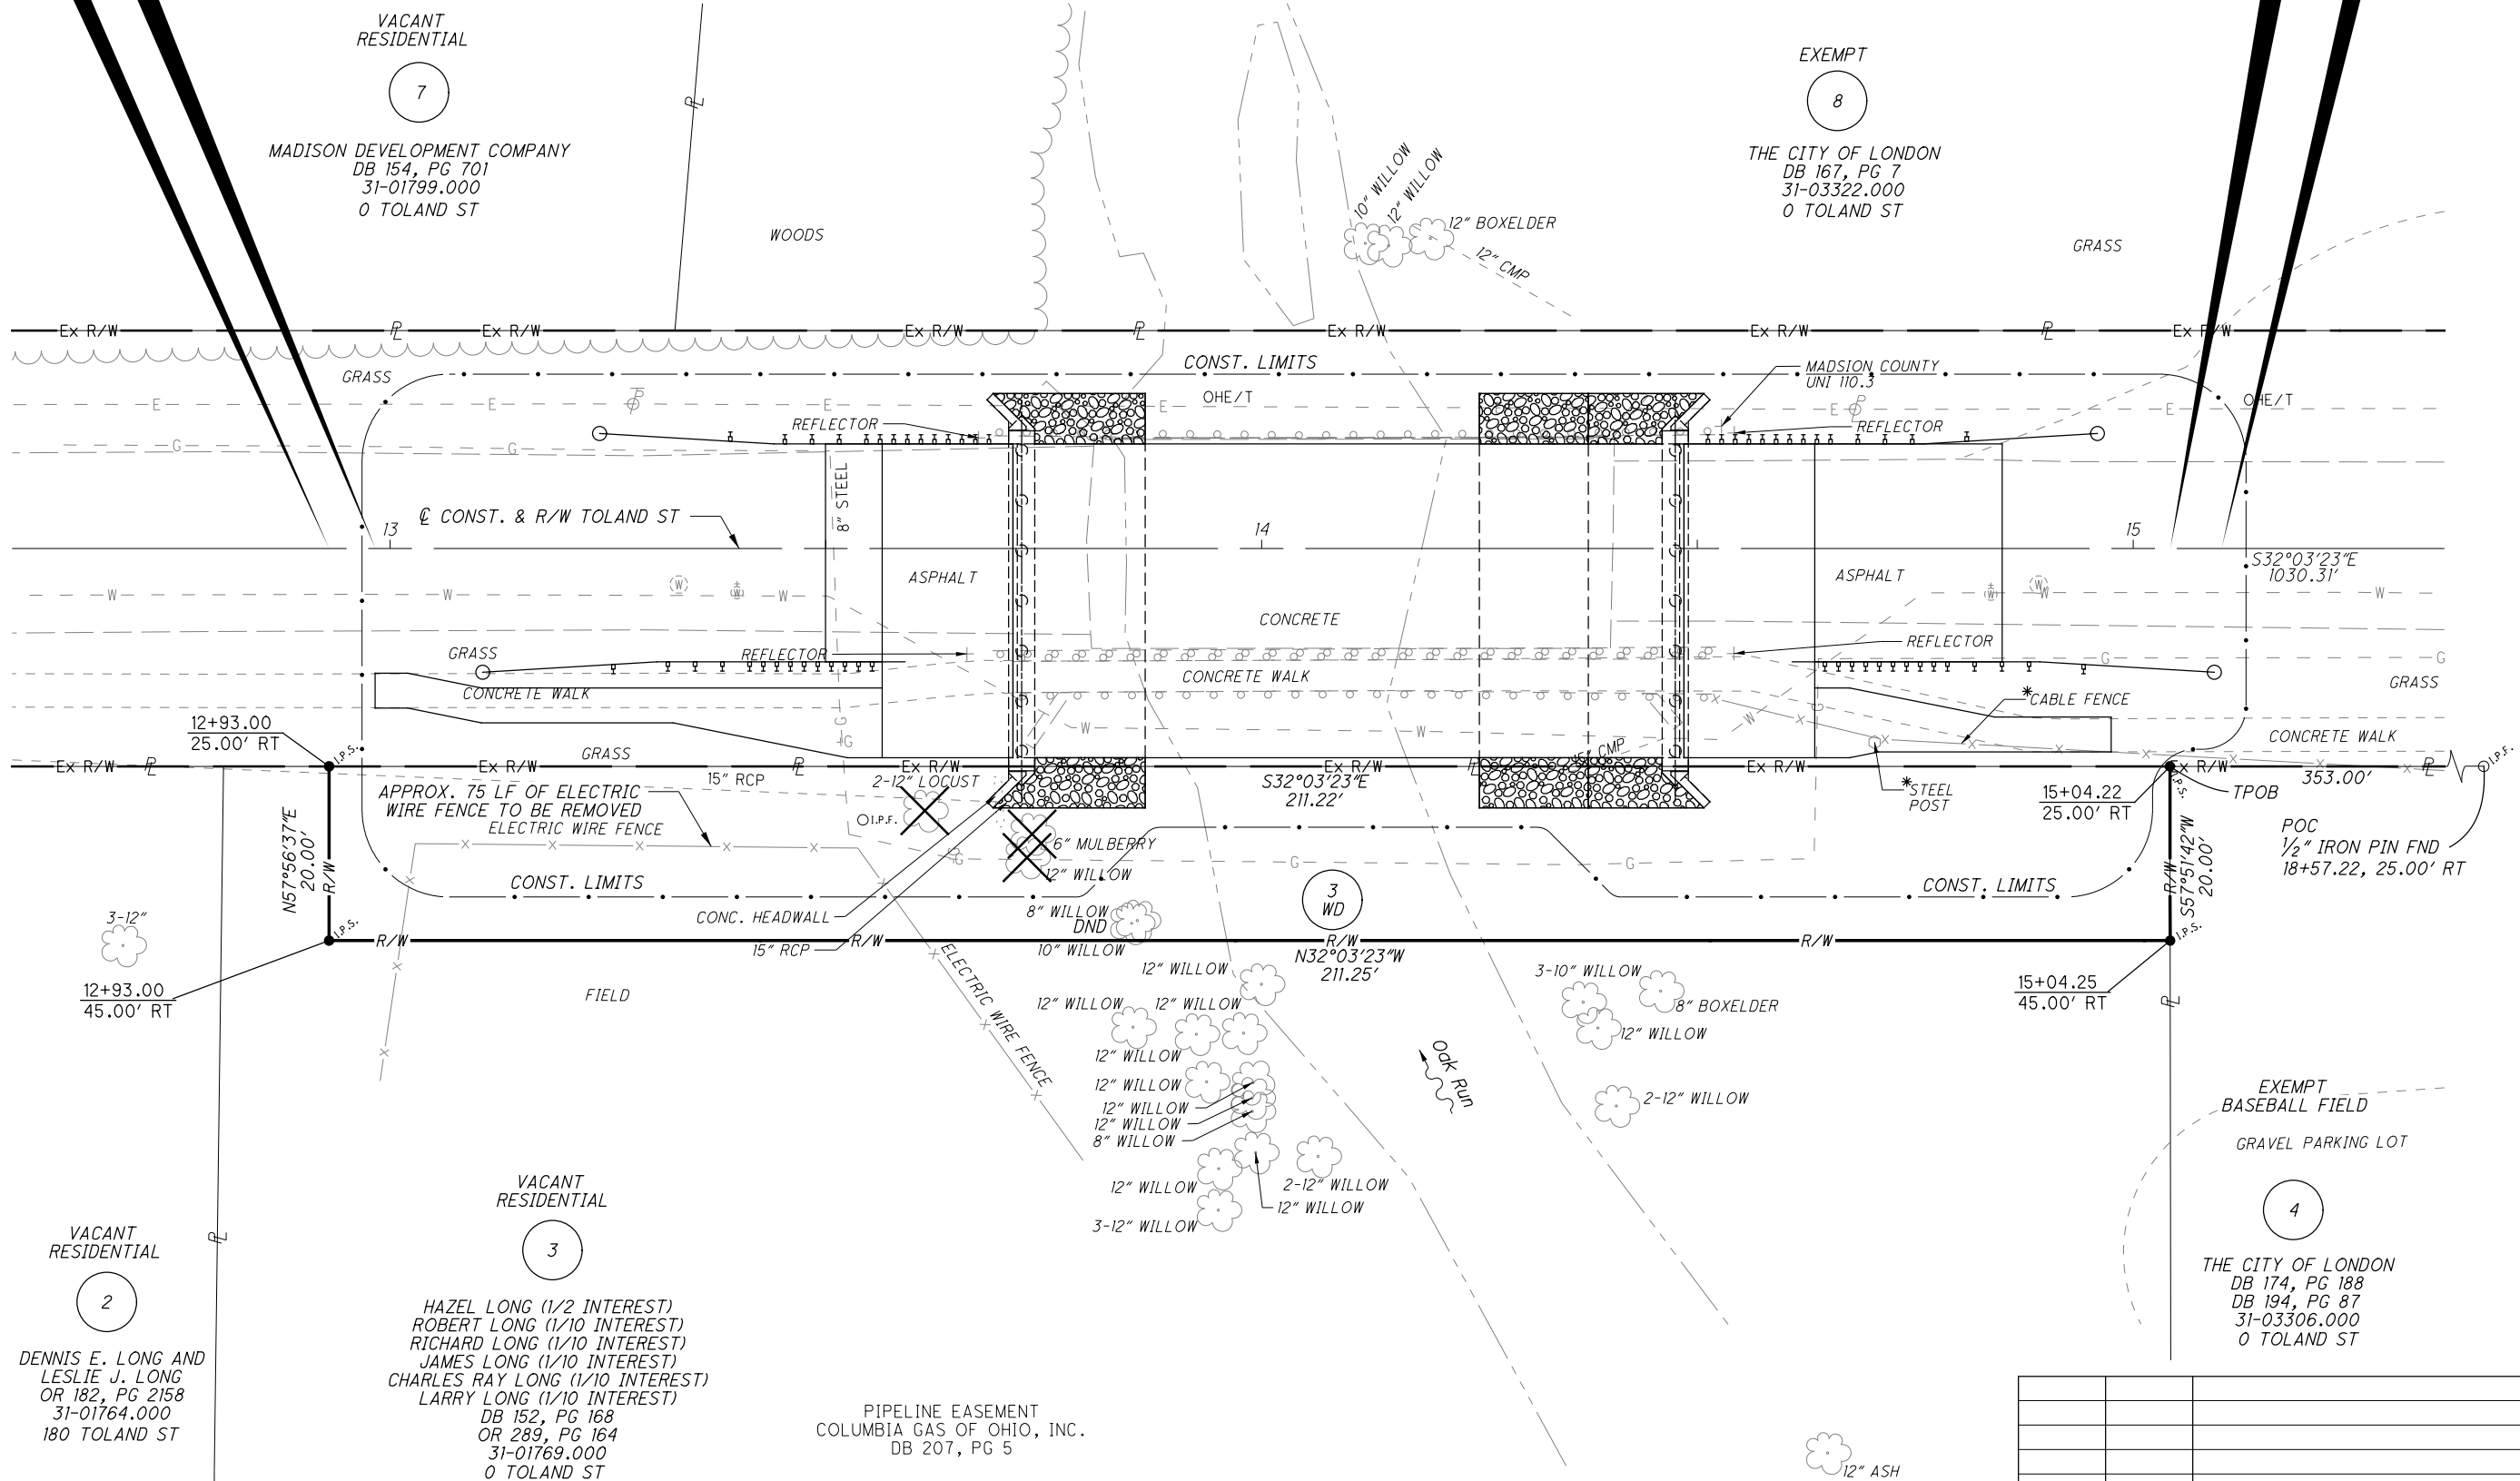 VACANT
RESIDENTIAL
7
MADISON DEVELOPMENT COMPANY
DB 154, PG 701
31-01799.000
0 TOLAND ST
PL
WOODS
10" WILLOW
12" WILLOW
12" BOXELDER
12" CMP
EXEMPT
8
THE CITY OF LONDON
DB 167, PG 7
31-03322.000
0 TOLAND ST
GRASS
Ex R/W
PL
Ex R/W
Ex R/W
PL
Ex R/W
Ex R/W
PL
Ex R/W
GRASS
CONST. LIMITS
MADSION COUNTY
UNI 110.3
E
E
P
E
E
OHE/T
E
P
E
OHE/T
REFLECTOR
REFLECTOR
G
G
8" STEEL
℄ CONST. & R/W TOLAND ST
13
14
15
S32°03'23"E
1030.31'
ASPHALT
ASPHALT
W
W
W
W
W
W
W
W
W
CONCRETE
GRASS
REFLECTOR
REFLECTOR
G
G
CONCRETE WALK
CONCRETE WALK
CABLE FENCE
GRASS
12+93.00
25.00' RT
I.P.S.
GRASS
G
G
W
W
W
15" CMP
CONCRETE WALK
I.P.F.
Ex R/W
PL
Ex R/W
15" RCP
PL
Ex R/W
Ex R/W
PL
Ex R/W
Ex R/W
PL
353.00'
2-12" LOCUST
S32°03'23"E
211.22'
STEEL
POST
15+04.22
25.00' RT
I.P.S.
TPOB
APPROX. 75 LF OF ELECTRIC
WIRE FENCE TO BE REMOVED
ELECTRIC WIRE FENCE
I.P.F.
6" MULBERRY
12" WILLOW
G
G
G
POC
1/2" IRON PIN FND
18+57.22, 25.00' RT
N57°56'37"E
20.00'
R/W
CONST. LIMITS
CONST. LIMITS
R/W
S57°51'42"W
20.00'
3
WD
3-12"
CONC. HEADWALL
8" WILLOW
DND
10" WILLOW
15" RCP
I.P.S.
R/W
R/W
R/W
R/W
I.P.S.
N32°03'23"W
211.25'
12+93.00
45.00' RT
FIELD
ELECTRIC WIRE FENCE
12" WILLOW
12" WILLOW
12" WILLOW
3-10" WILLOW
8" BOXELDER
12" WILLOW
15+04.25
45.00' RT
PL
12" WILLOW
12" WILLOW
12" WILLOW
12" WILLOW
8" WILLOW
Oak Run
2-12" WILLOW
EXEMPT
BASEBALL FIELD
GRAVEL PARKING LOT
12" WILLOW
2-12" WILLOW
12" WILLOW
3-12" WILLOW
4
THE CITY OF LONDON
DB 174, PG 188
DB 194, PG 87
31-03306.000
0 TOLAND ST
VACANT
RESIDENTIAL
2
DENNIS E. LONG AND
LESLIE J. LONG
OR 182, PG 2158
31-01764.000
180 TOLAND ST
PL
VACANT
RESIDENTIAL
3
HAZEL LONG (1/2 INTEREST)
ROBERT LONG (1/10 INTEREST)
RICHARD LONG (1/10 INTEREST)
JAMES LONG (1/10 INTEREST)
CHARLES RAY LONG (1/10 INTEREST)
LARRY LONG (1/10 INTEREST)
DB 152, PG 168
OR 289, PG 164
31-01769.000
0 TOLAND ST
PIPELINE EASEMENT
COLUMBIA GAS OF OHIO, INC.
DB 207, PG 5
12" ASH